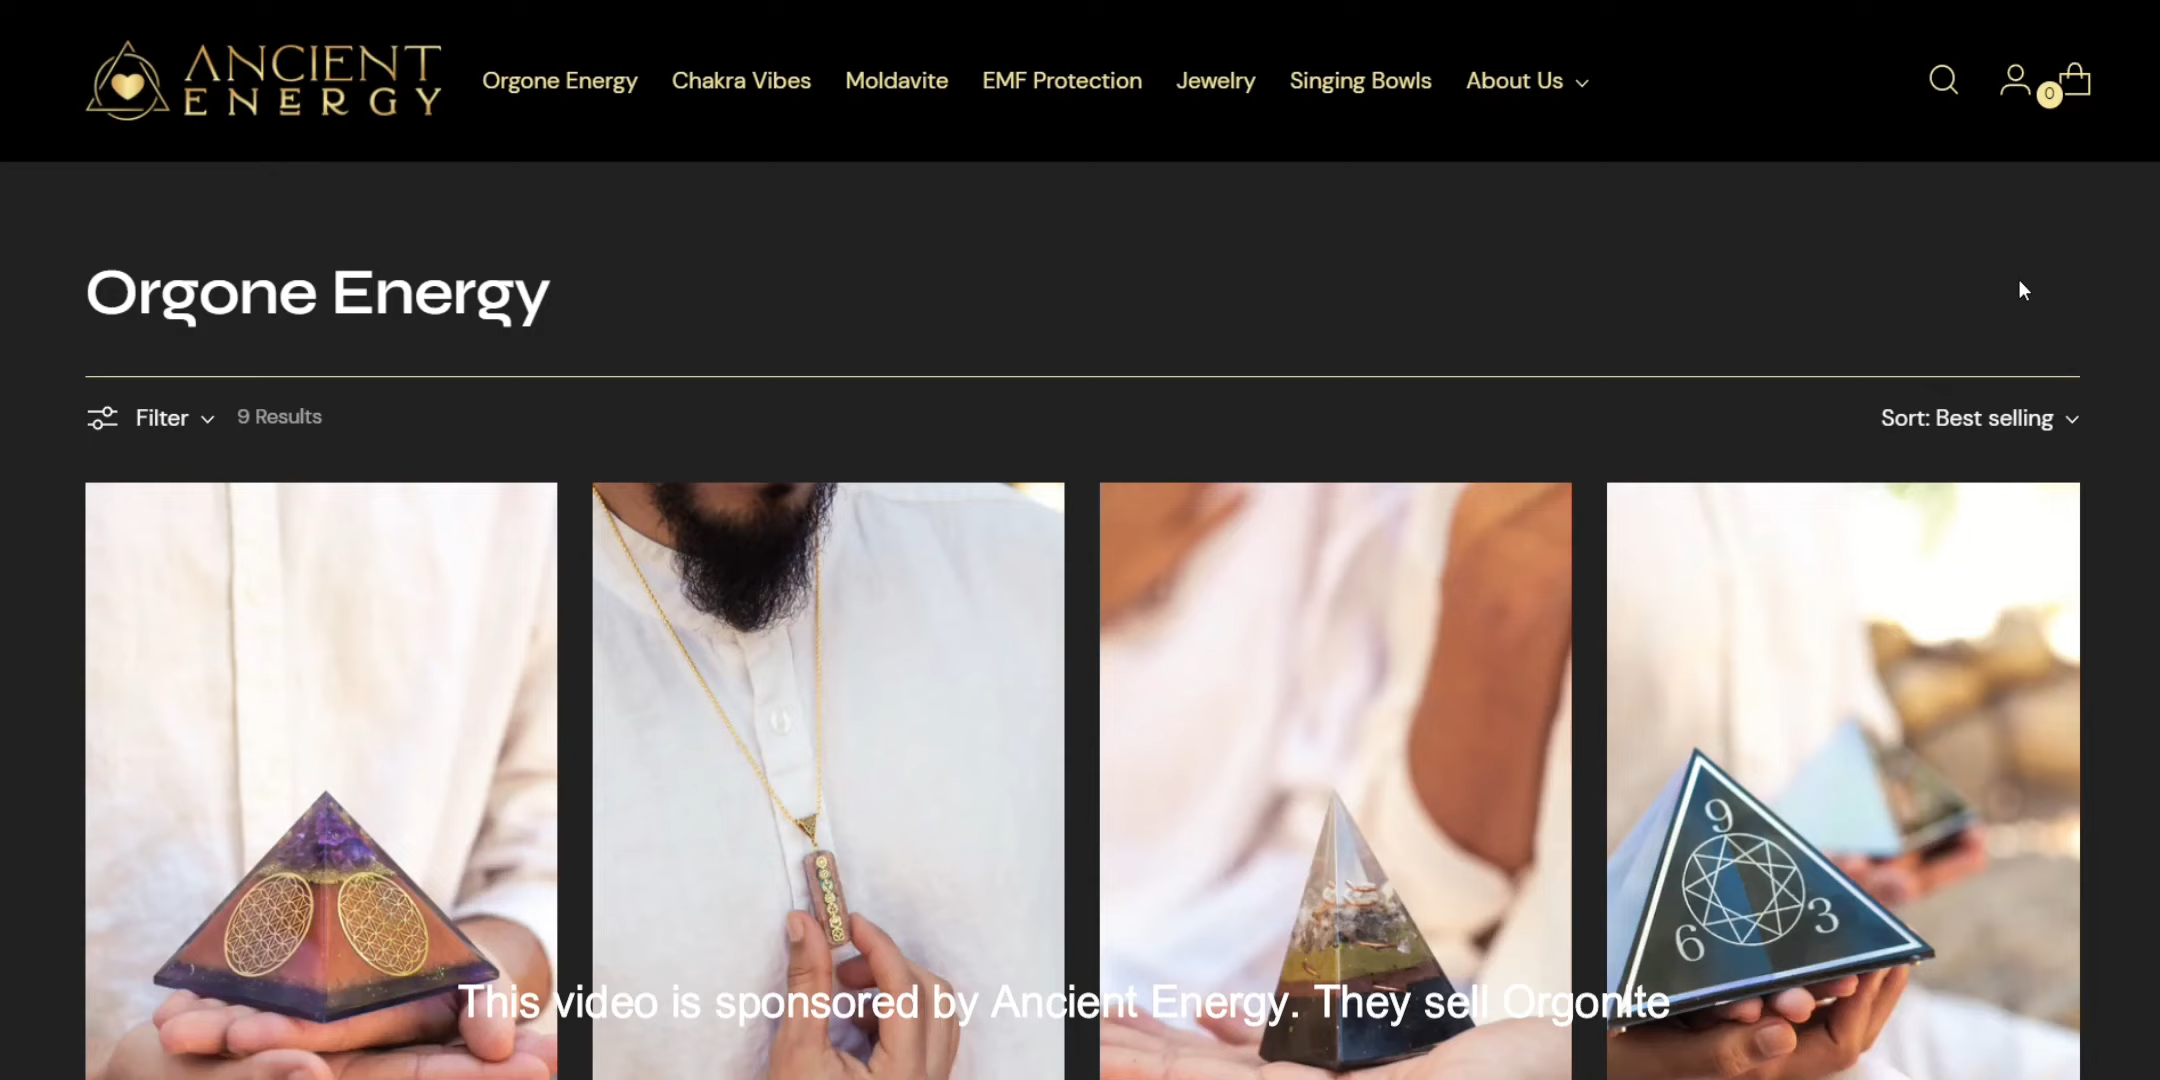 ANCIENT
ENERGY
Orgone Energy
Chakra Vibes
Moldavite
EMF Protection
Jewelry
Singing Bowls
About Us
0
Orgone Energy
Filter
9 Results
Sort: Best selling
9
3
6
This video is sponsored by Ancient Energy. They sell Orgonite